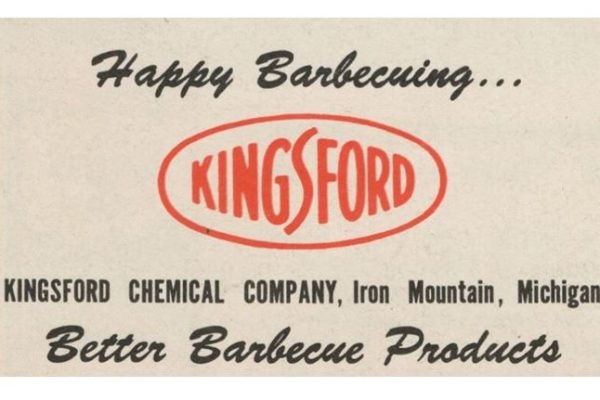 Happy Barbecuing...
KINGSFORD
KINGSFORD CHEMICAL COMPANY, Iron Mountain, Michigan
Better Barbecue Products